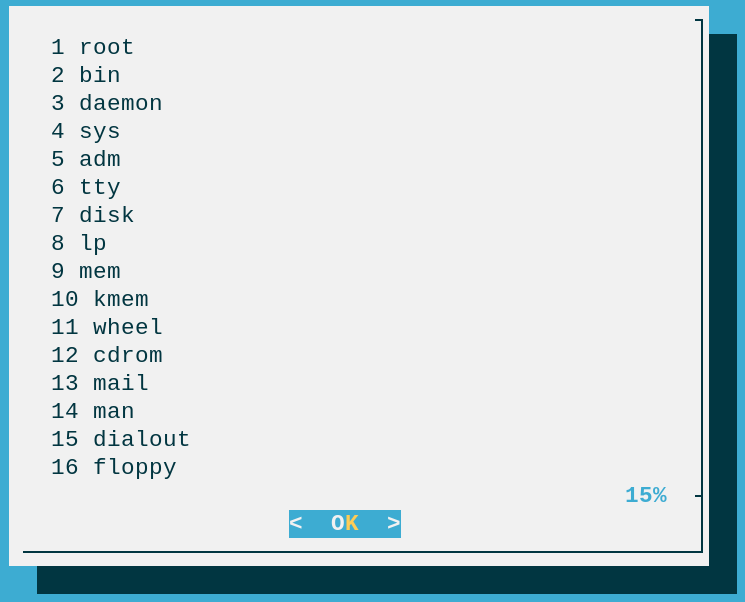 1 root
2 bin
3 daemon
4 sys
5 adm
6 tty
7 disk
8 lp
9 mem
10 kmem
11 wheel
12 cdrom
13 mail
14 man
15 dialout
16 floppy
15%
< OK >